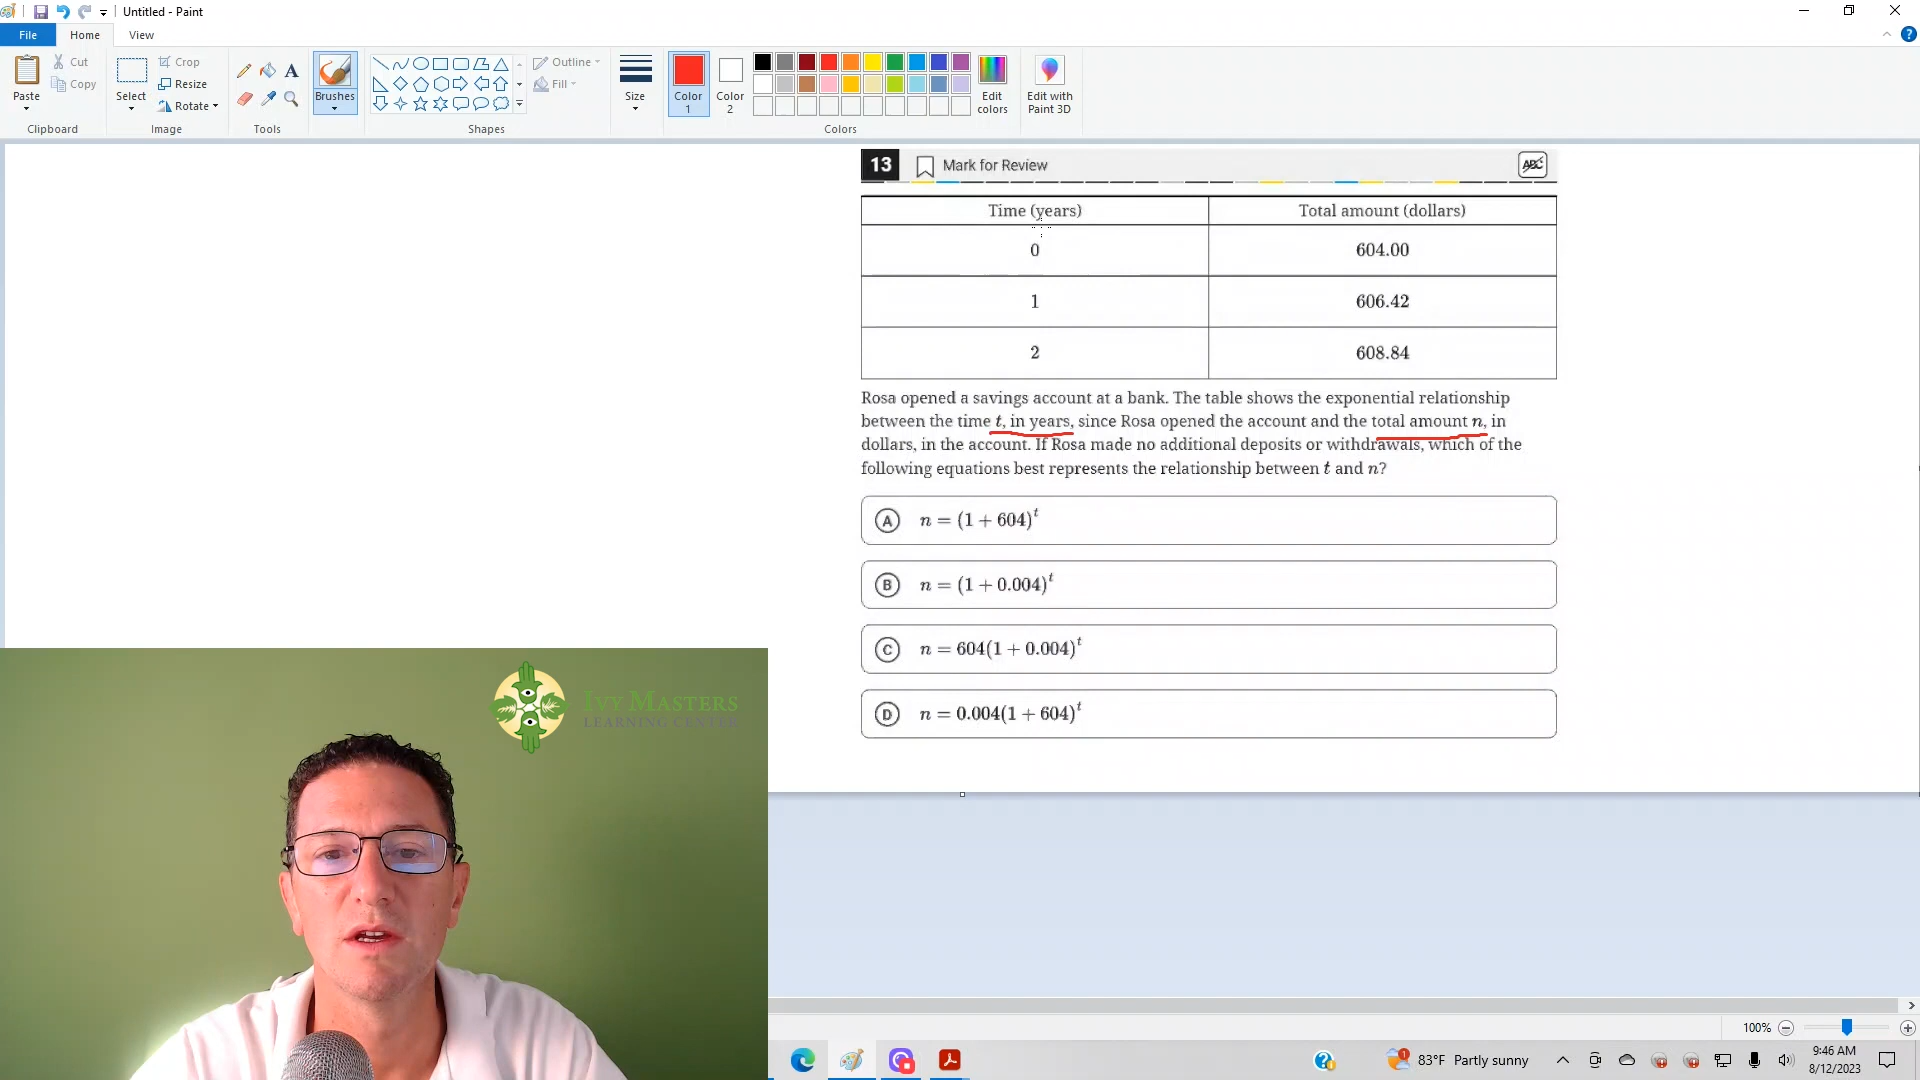 Untitled - Paint
File
Home
View
Paste
Cut
Copy
Clipboard
Select
Crop
Resize
Rotate
Image
A
Tools
Brushes
Shapes
Outline
Fill
Size
Color
1
Color
2
Edit
colors
Colors
Edit with
Paint 3D
13
Mark for Review
ABC
Time (years)
Total amount (dollars)
0
604.00
1
606.42
2
608.84
Rosa opened a savings account at a bank. The table shows the exponential relationship
between the time t, in years, since Rosa opened the account and the total amount n, in
dollars, in the account. If Rosa made no additional deposits or withdrawals, which of the
following equations best represents the relationship between t and n?
A n = (1 + 604)^t
B n = (1 + 0.004)^t
C n = 604(1 + 0.004)^t
D n = 0.004(1 + 604)^t
IVY MASTERS
LEARNING CENTER
100%
83°F Partly sunny
9:46 AM
8/12/2023